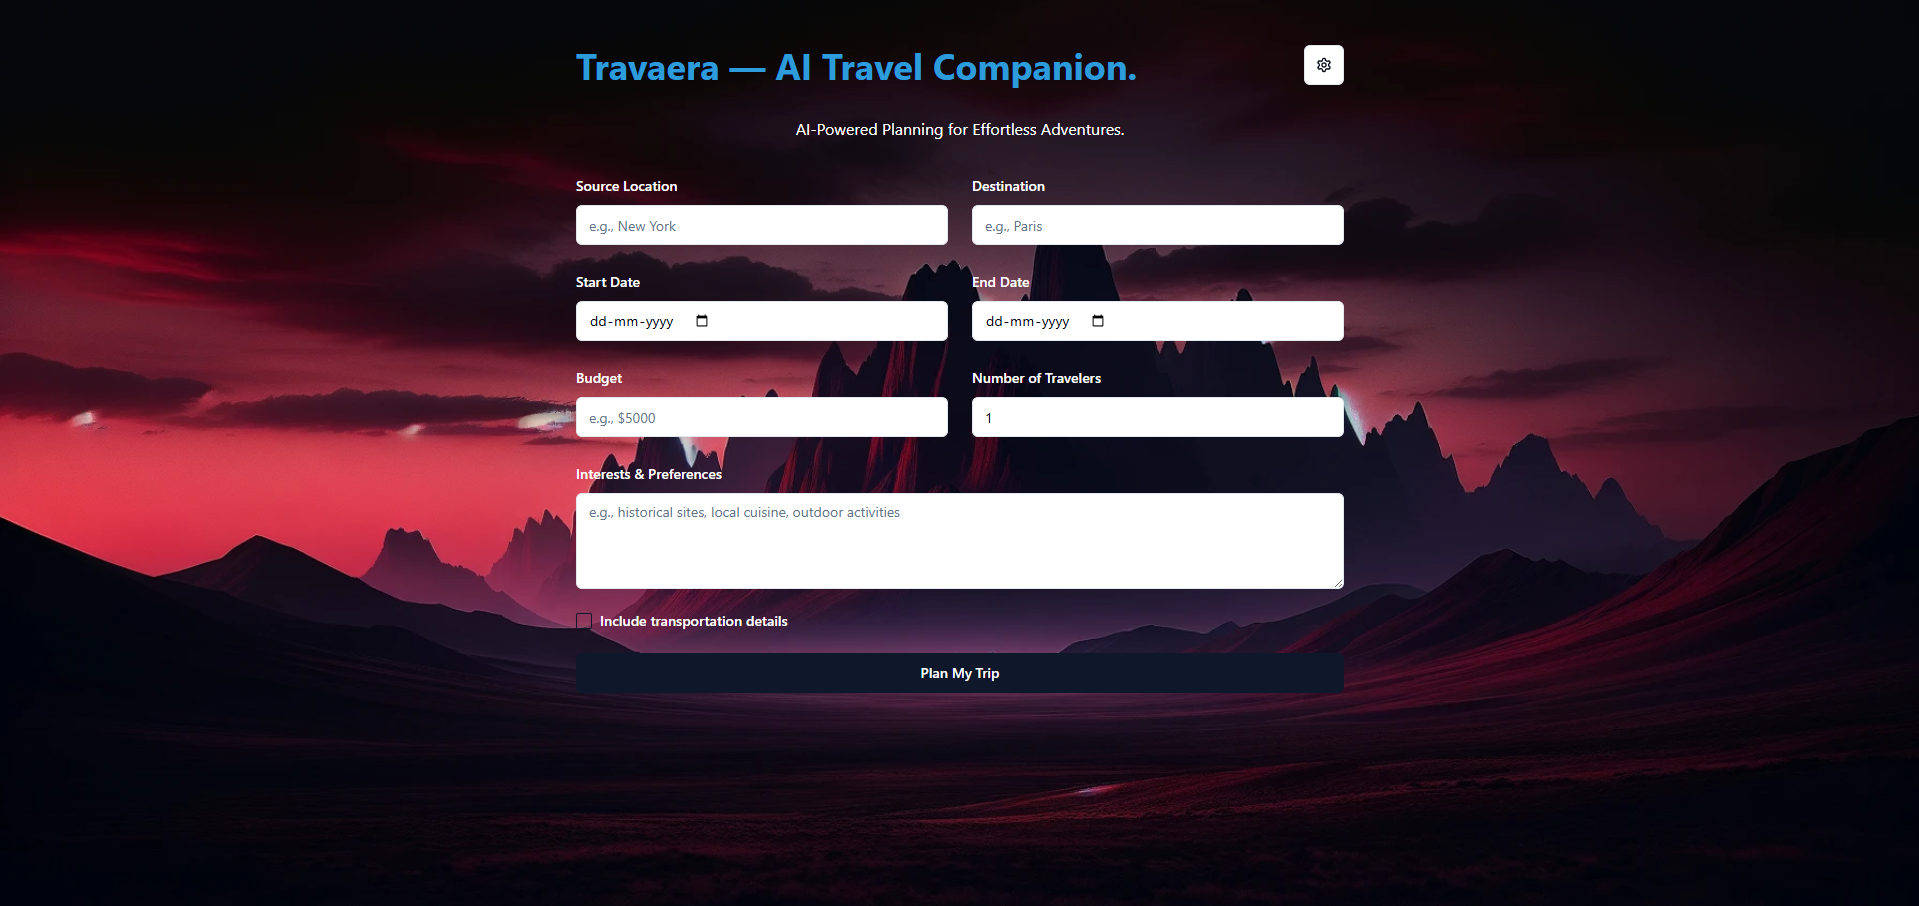 Travaera — AI Travel Companion.
AI-Powered Planning for Effortless Adventures.
Source Location
Destination
e.g., New York
e.g., Paris
Start Date
End Date
dd-mm-yyyy
dd-mm-yyyy
Budget
Number of Travelers
e.g., $5000
1
Interests & Preferences
e.g., historical sites, local cuisine, outdoor activities
Include transportation details
Plan My Trip